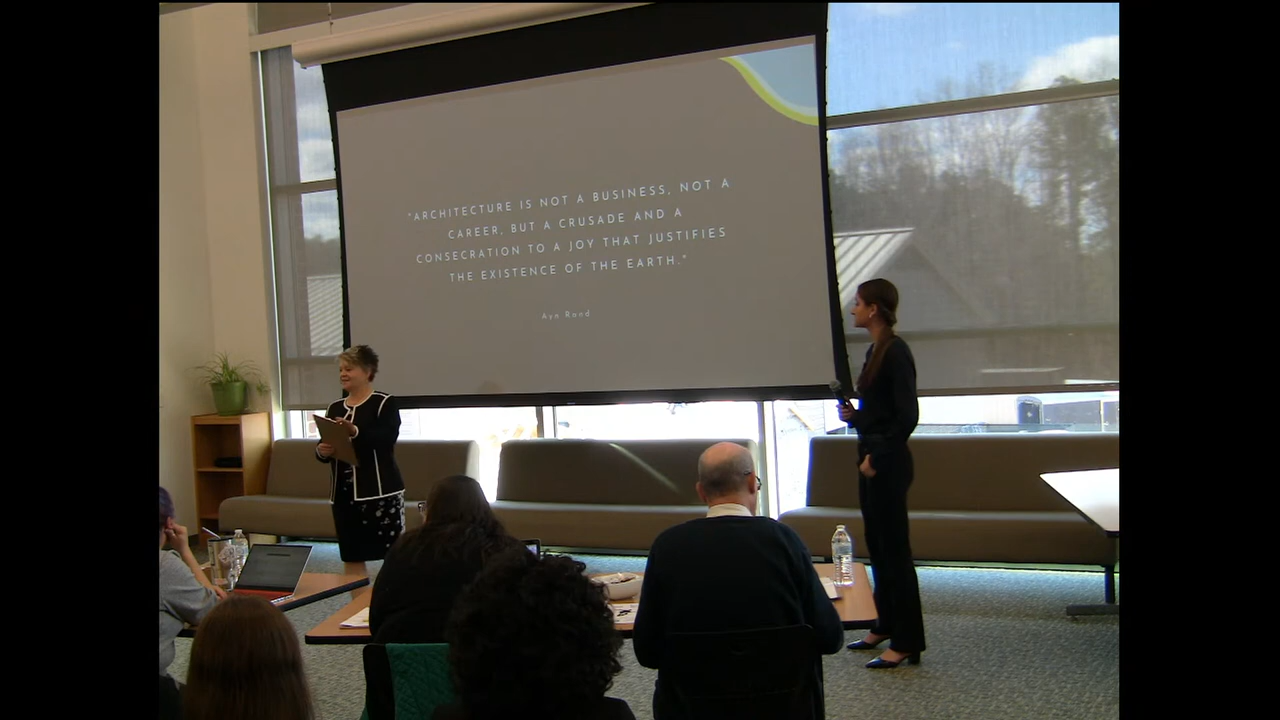 "ARCHITECTURE IS NOT A BUSINESS, NOT A
CAREER, BUT A CRUSADE AND A
CONSECRATION TO A JOY THAT JUSTIFIES
THE EXISTENCE OF THE EARTH."
Ayn Rand